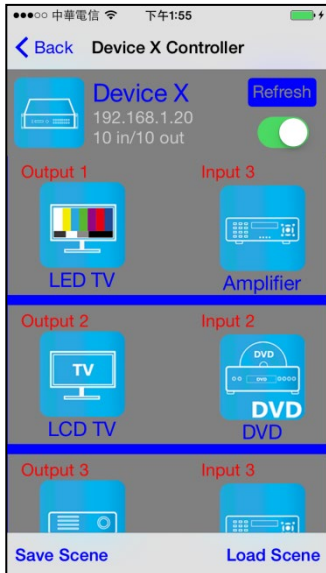 中華電信 下午1:55
Back Device X Controller
Device X Refresh
192.168.1.20
10 in/10 out
Output 1 Input 3
LED TV Amplifier
Output 2 Input 2
TV DVD
DVD
DVD
LCD TV DVD
Output 3 Input 3
Save Scene Load Scene